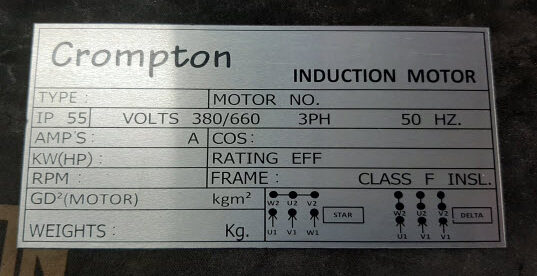 Crompton
INDUCTION MOTOR
TYPE : MOTOR NO.
IP 55 VOLTS 380/660 3PH 50 HZ.
AMP'S : A COS:
KW(HP) : RATING EFF
RPM : FRAME : CLASS F INSL.
GD²(MOTOR) kgm²
W2 U2 V2 W2 U2 V2
STAR DELTA
WEIGHTS : Kg.
U1 V1 W1 U1 V1 V1